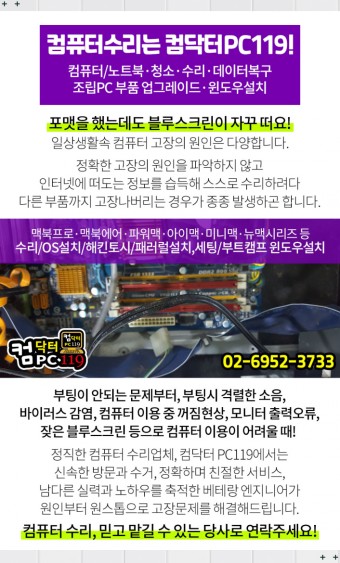 컴퓨터수리는 컴닥터PC119!
컴퓨터/노트북·청소·수리·데이터복구
조립PC 부품 업그레이드·윈도우설치
포맷을 했는데도 블루스크린이 자꾸 떠요!
일상생활속 컴퓨터 고장의 원인은 다양합니다.
정확한 고장의 원인을 파악하지 않고
인터넷에 떠도는 정보를 습득해 스스로 수리하려다
다른 부품까지 고장나버리는 경우가 종종 발생하곤 합니다.
맥북프로·맥북에어·파워맥·아이맥·미니맥·뉴맥시리즈 등
수리/OS설치/해킨토시/패러럴설치,세팅/부트캠프 윈도우설치
컴닥터
PC119
컴닥터
PC119
02-6952-3733
부팅이 안되는 문제부터, 부팅시 격렬한 소음,
바이러스 감염, 컴퓨터 이용 중 꺼짐현상, 모니터 출력오류,
잦은 블루스크린 등으로 컴퓨터 이용이 어려울 때!
정직한 컴퓨터 수리업체, 컴닥터 PC119에서는
신속한 방문과 수거, 정확하며 친절한 서비스,
남다른 실력과 노하우를 축적한 베테랑 엔지니어가
원인부터 원스톱으로 고장문제를 해결해드립니다.
컴퓨터 수리, 믿고 맡길 수 있는 당사로 연락주세요!